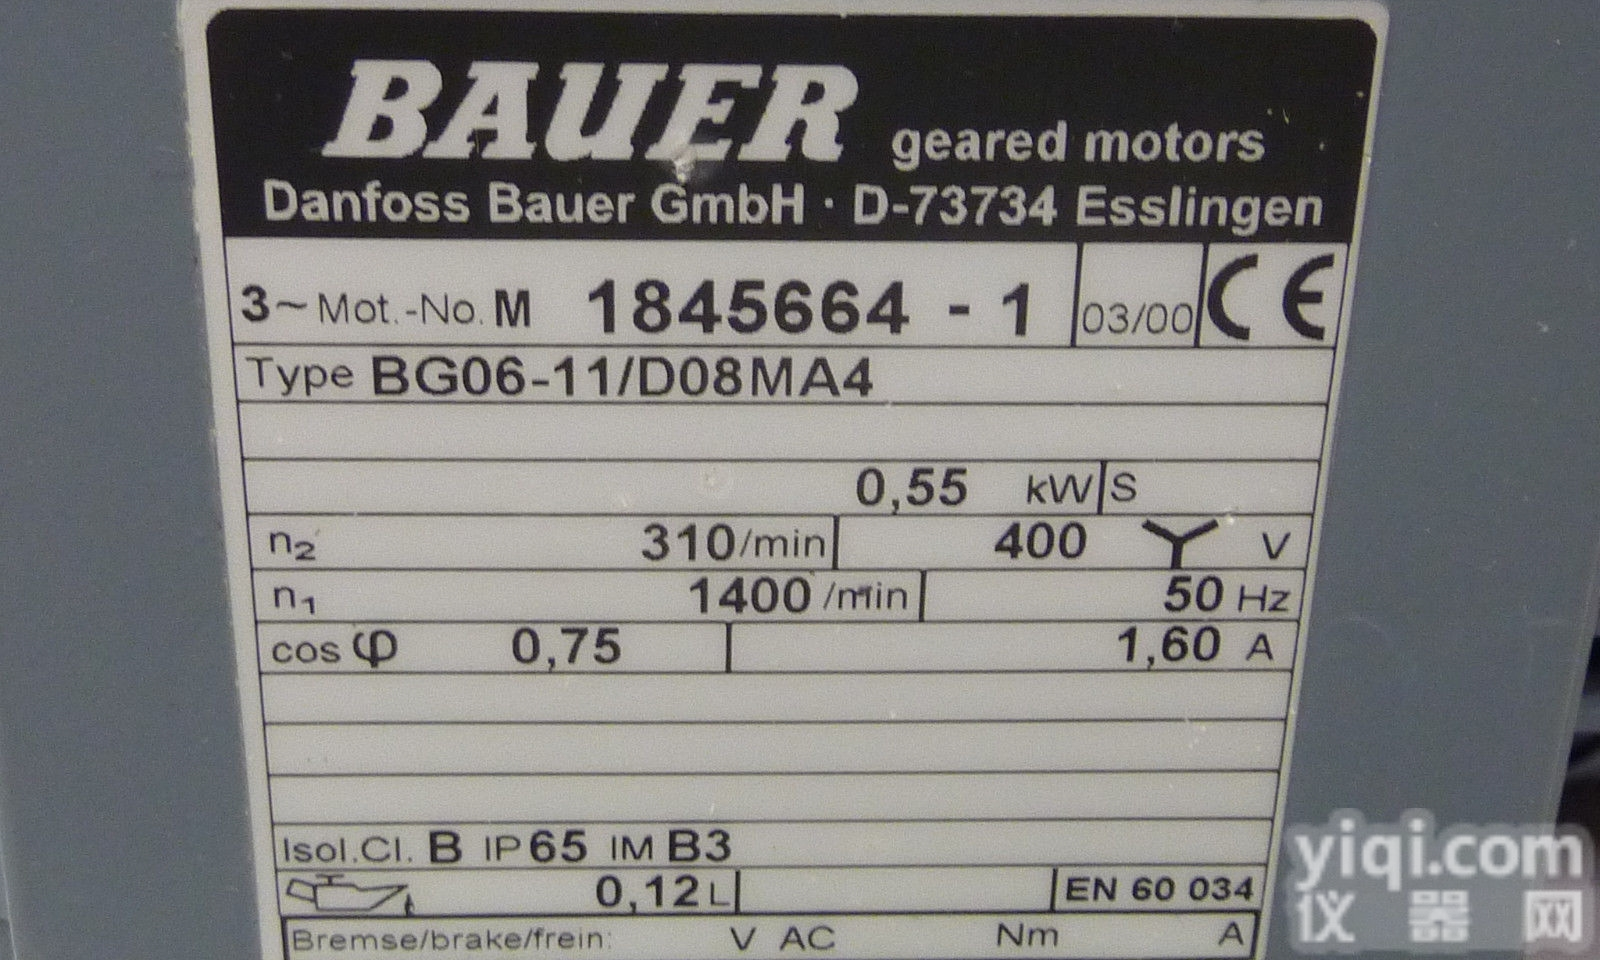 BAUER geared motors
Danfoss Bauer GmbH · D-73734 Esslingen
3~ Mot.-No. M 1845664 - 1 03/00 CE
Type BG06-11/D08MA4
0,55 kW S
n2 310/min 400 Y V
n1 1400/min 50 Hz
cos φ 0,75 1,60 A
Isol.Cl. B IP 65 IM B3
0,12 L EN 60 034
Bremse/brake/frein: V AC Nm A
yiqi.com
仪器网